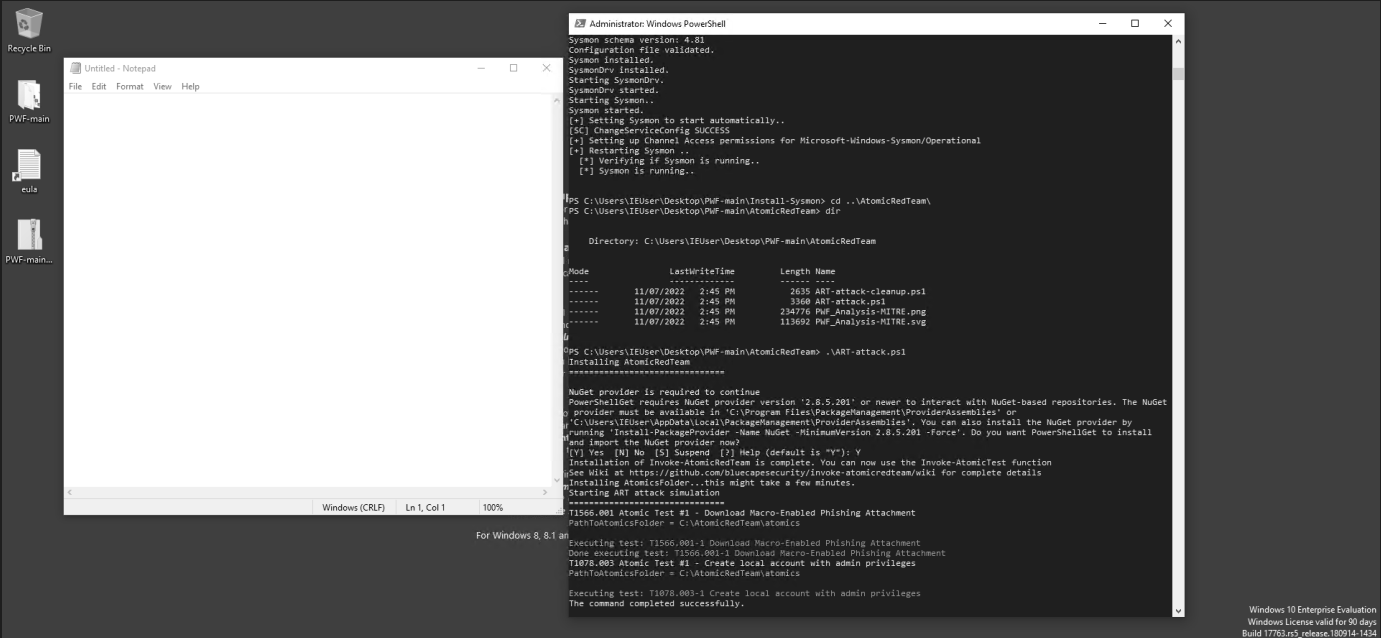 Recycle Bin
PWF-main
eula
PWF-main...
Untitled - Notepad
File Edit Format View Help
Windows (CRLF) Ln 1, Col 1 100%
For Windows 8, 8.1 an
Administrator: Windows PowerShell
Sysmon schema version: 4.81
Configuration file validated.
Sysmon installed.
SysmonDrv installed.
Starting SysmonDrv.
SysmonDrv started.
Starting Sysmon..
Sysmon started.
[+] Setting Sysmon to start automatically..
[SC] ChangeServiceConfig SUCCESS
[+] Setting up Channel Access permissions for Microsoft-Windows-Sysmon/Operational
[+] Restarting Sysmon ..
[*] Verifying if Sysmon is running..
[*] Sysmon is running..
PS C:\Users\IEUser\Desktop\PWF-main\Install-Sysmon> cd ..\AtomicRedTeam\
PS C:\Users\IEUser\Desktop\PWF-main\AtomicRedTeam> dir
Directory: C:\Users\IEUser\Desktop\PWF-main\AtomicRedTeam
Mode LastWriteTime Length Name
---- ------------- ------ ----
------ 11/07/2022 2:45 PM 2635 ART-attack-cleanup.ps1
------ 11/07/2022 2:45 PM 3360 ART-attack.ps1
------ 11/07/2022 2:45 PM 234776 PWF_Analysis-MITRE.png
------ 11/07/2022 2:45 PM 113692 PWF_Analysis-MITRE.svg
PS C:\Users\IEUser\Desktop\PWF-main\AtomicRedTeam> .\ART-attack.ps1
Installing AtomicRedTeam
===============================
NuGet provider is required to continue
PowerShellGet requires NuGet provider version '2.8.5.201' or newer to interact with NuGet-based repositories. The NuGet
provider must be available in 'C:\Program Files\PackageManagement\ProviderAssemblies' or
'C:\Users\IEUser\AppData\Local\PackageManagement\ProviderAssemblies'. You can also install the NuGet provider by
running 'Install-PackageProvider -Name NuGet -MinimumVersion 2.8.5.201 -Force'. Do you want PowerShellGet to install
and import the NuGet provider now?
[Y] Yes [N] No [S] Suspend [?] Help (default is "Y"): Y
Installation of Invoke-AtomicRedTeam is complete. You can now use the Invoke-AtomicTest function
See Wiki at https://github.com/bluecapesecurity/invoke-atomicredteam/wiki for complete details
Installing AtomicsFolder...this might take a few minutes.
Starting ART attack simulation
===============================
T1566.001 Atomic Test #1 - Download Macro-Enabled Phishing Attachment
PathToAtomicsFolder = C:\AtomicRedTeam\atomics
Executing test: T1566.001-1 Download Macro-Enabled Phishing Attachment
Done executing test: T1566.001-1 Download Macro-Enabled Phishing Attachment
T1078.003 Atomic Test #1 - Create local account with admin privileges
PathToAtomicsFolder = C:\AtomicRedTeam\atomics
Executing test: T1078.003-1 Create local account with admin privileges
The command completed successfully.
Windows 10 Enterprise Evaluation
Windows License valid for 90 days
Build 17763.rs5_release.180914-1434